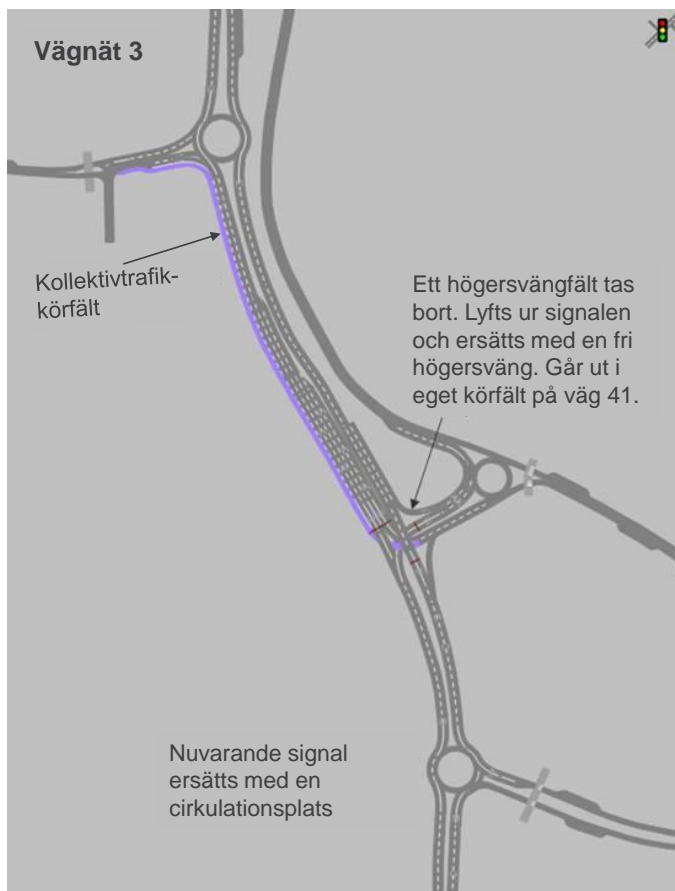 Vägnät 3
Kollektivtrafik-
körfält
Ett högersvängfält tas
bort. Lyfts ur signalen
och ersätts med en fri
högersväng. Går ut i
eget körfält på väg 41.
Nuvarande signal
ersätts med en
cirkulationsplats